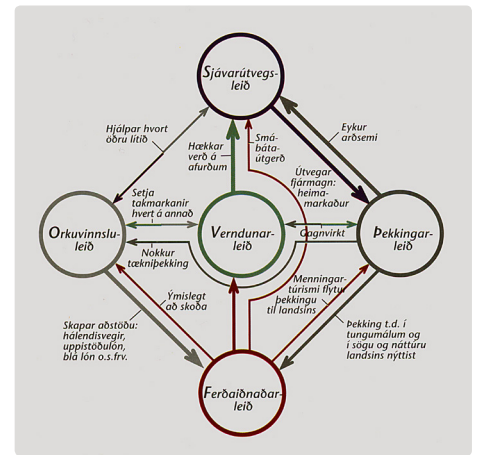 Sjávarútvegs-
leið
Hjálpar hvort
öðru lítið
Hækkar
verð á
afurðum
Smá-
báta-
útgerð
Eykur
arðsemi
Útvegar
fjármagn:
heima-
markaður
Setja
takmarkanir
hvert á annað
Orkuvinnslu-
leið
Verndunar-
leið
Gagnvirkt
Þekkingar-
leið
Nokkur
tækniþekking
Ýmislegt
að skoða
Menningar-
túrismi flytur
þekkingu
til landsins
Skapar aðstöðu:
hálendisvegir,
uppistöðulón,
blá lón o.s.frv.
Þekking t.d. í
tungumálum og
í sögu og náttúru
landsins nýttist
Ferðaiðnaðar-
leið